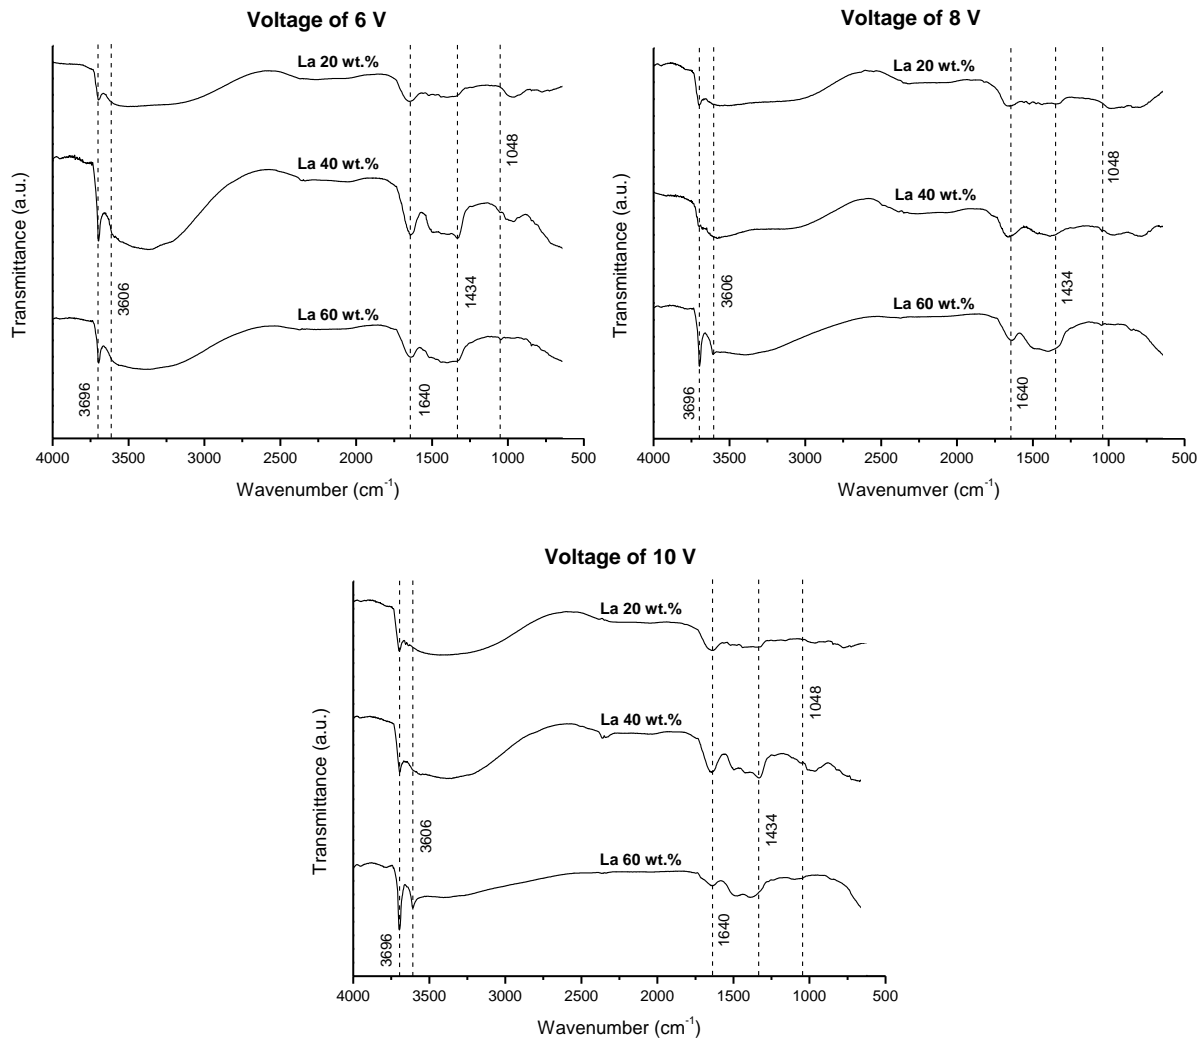 Voltage of 6 V
La 20 wt.%
1048
La 40 wt.%
3606
1434
La 60 wt.%
3696
1640
4000 3500 3000 2500 2000 1500 1000 500
Wavenumber (cm⁻¹)
Transmittance (a.u.)
Voltage of 8 V
La 20 wt.%
1048
La 40 wt.%
3606
1434
La 60 wt.%
3696
1640
4000 3500 3000 2500 2000 1500 1000 500
Wavenumver (cm⁻¹)
Transmittance (a.u.)
Voltage of 10 V
La 20 wt.%
1048
La 40 wt.%
3606
1434
La 60 wt.%
3696
1640
4000 3500 3000 2500 2000 1500 1000 500
Wavenumber (cm⁻¹)
Transmittance (a.u.)